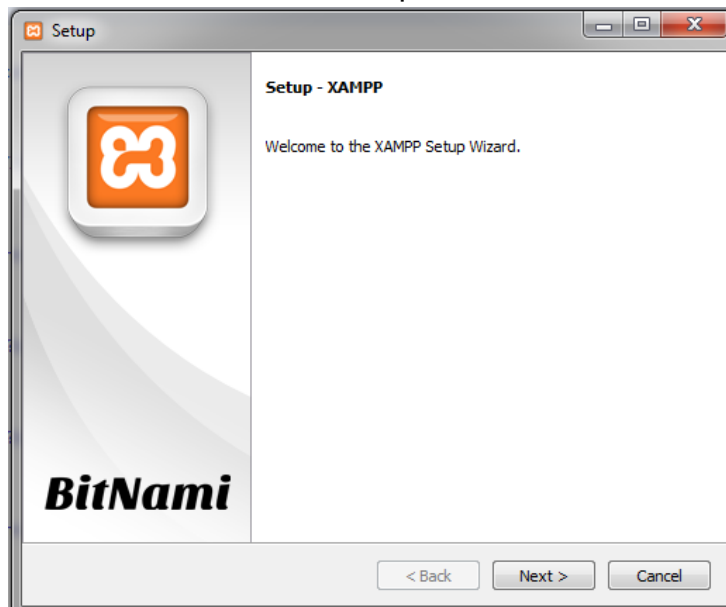 Setup
Setup - XAMPP
Welcome to the XAMPP Setup Wizard.
BitNami
< Back
Next >
Cancel